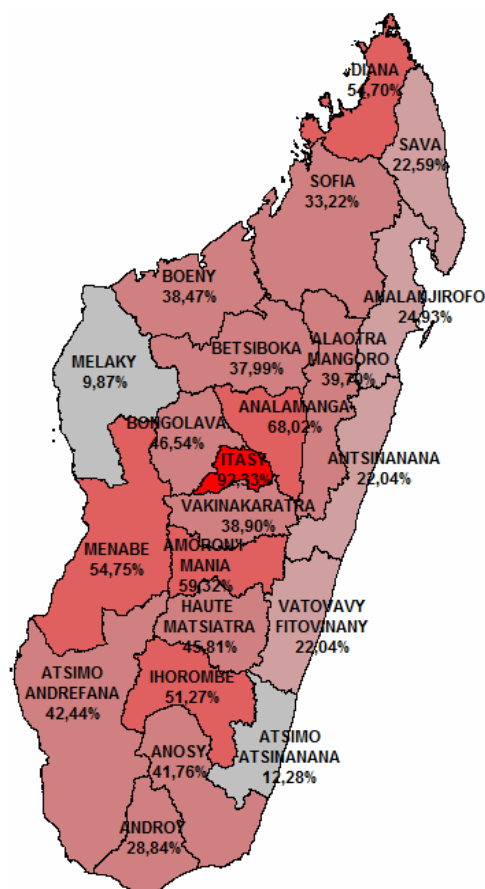 DIANA
54,70%
SAVA
22,59%
SOFIA
33,22%
BOENY
38,47%
ANALANJIROFO
24,93%
MELAKY
9,87%
BETSIBOKA
37,99%
ALAOTRA
MANGORO
39,70%
BONGOLAVA
46,54%
ANALAMANGA
68,02%
ITASY
92,33%
ANTSINANANA
22,04%
VAKINAKARATRA
38,90%
MENABE
54,75%
AMORONY
MANIA
59,32%
HAUTE
MATSIATRA
45,81%
VATOVAVY
FITOVINANY
22,04%
ATSIMO
ANDREFANA
42,44%
IHOROMBE
51,27%
ATSIMO
ATSINANANA
12,28%
ANOSY
41,76%
ANDROY
28,84%